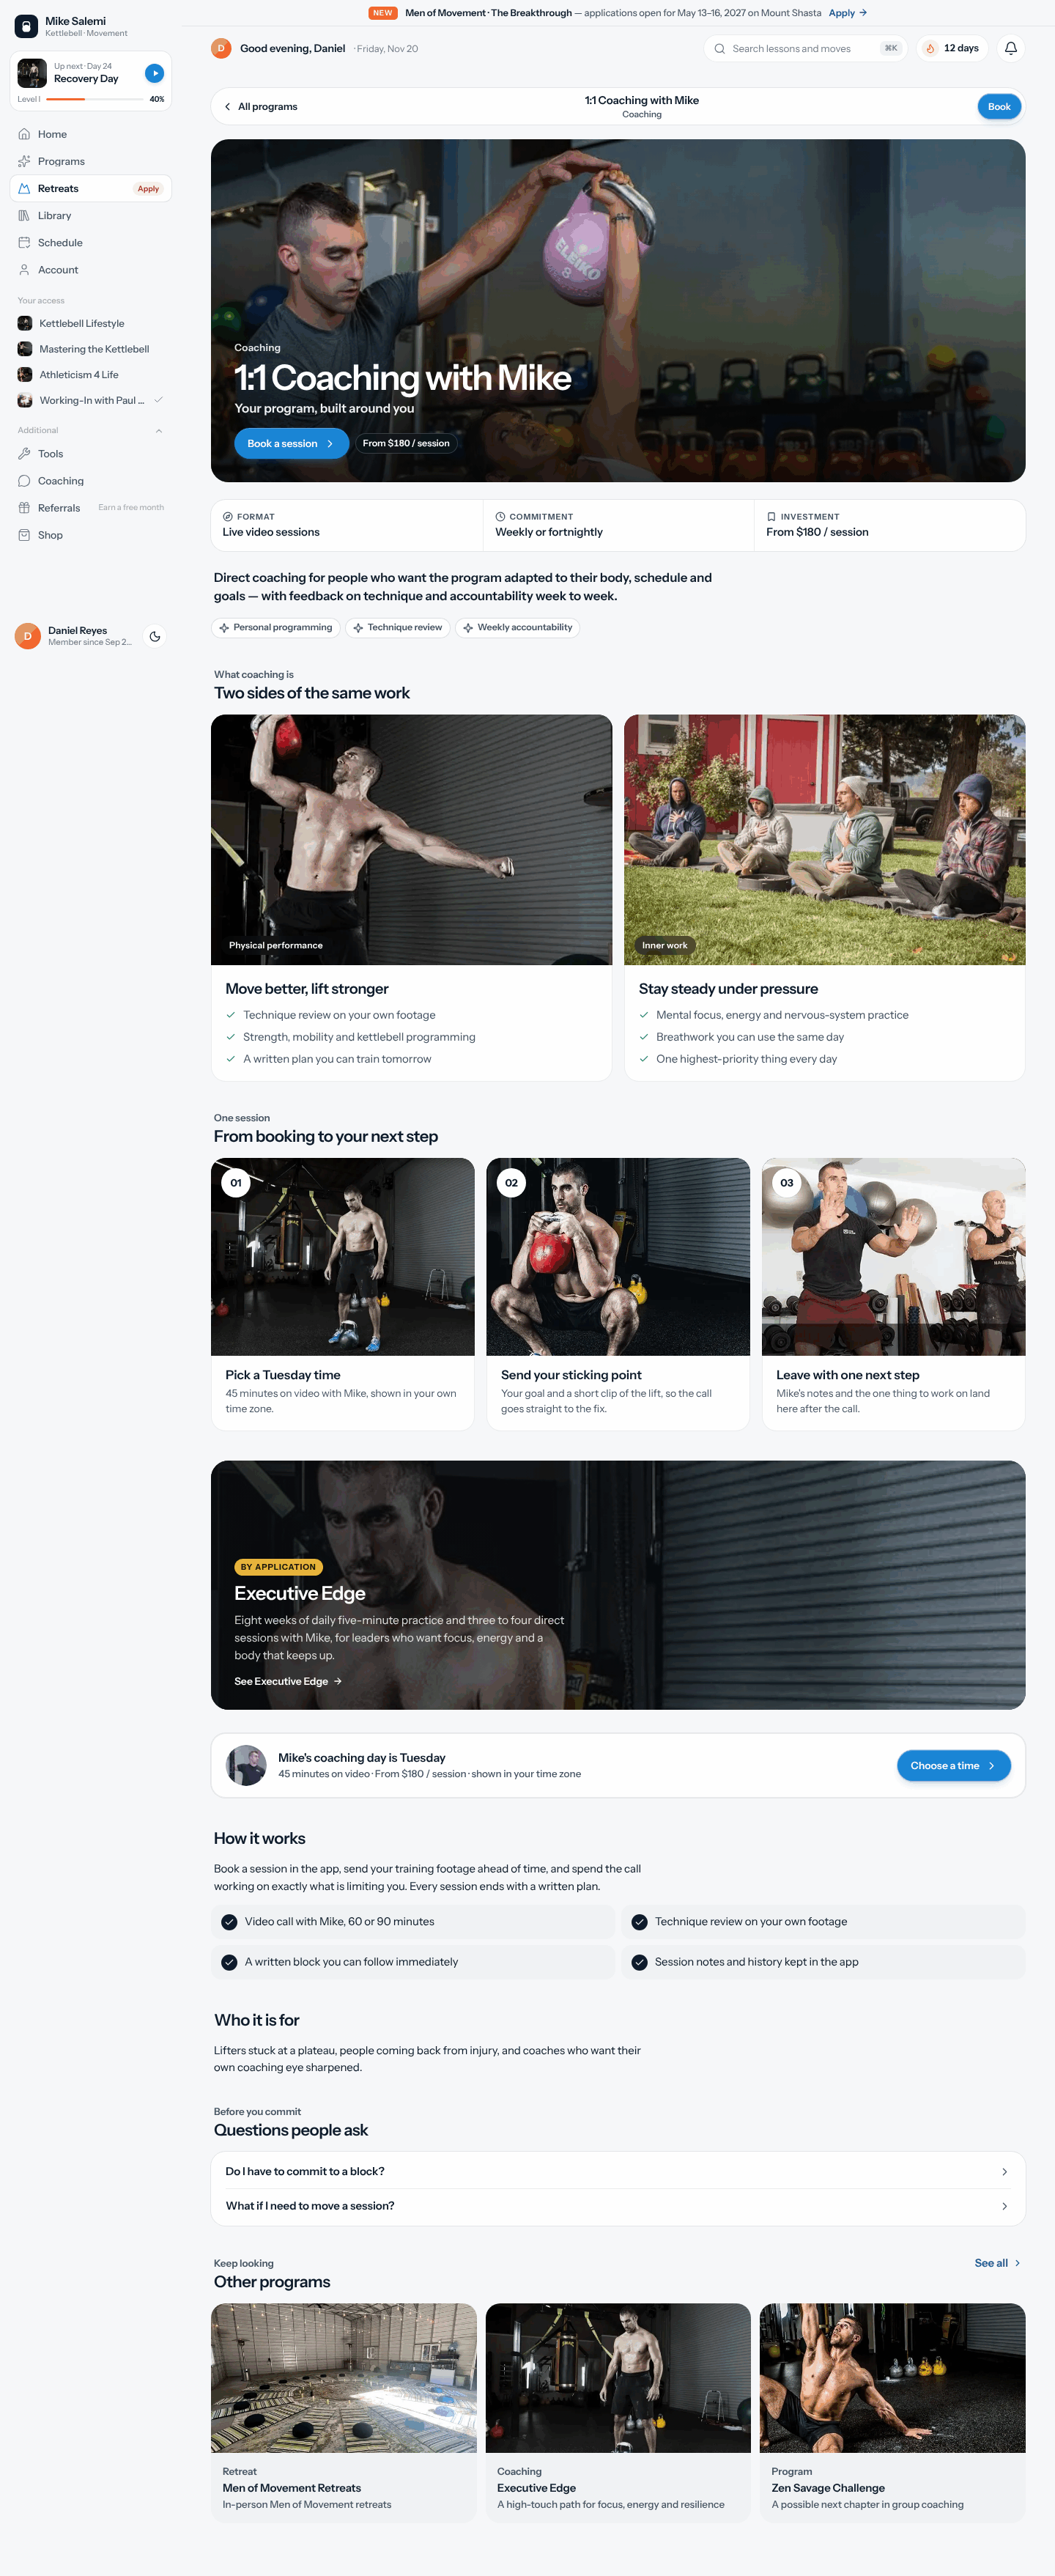 Mike Salemi
Kettlebell · Movement
Up next · Day 24
Recovery Day
Level I
40%
Home
Programs
Retreats
Apply
Library
Schedule
Account
Your access
Kettlebell Lifestyle
Mastering the Kettlebell
Athleticism 4 Life
Working-In with Paul ...
Additional
Tools
Coaching
Referrals
Earn a free month
Shop
D
Daniel Reyes
Member since Sep 2...
NEW Men of Movement · The Breakthrough — applications open for May 13–16, 2027 on Mount Shasta Apply →
D
Good evening, Daniel · Friday, Nov 20
Search lessons and moves
⌘K
12 days
All programs
1:1 Coaching with Mike
Coaching
Book
ELEIKO
8
Coaching
1:1 Coaching with Mike
Your program, built around you
Book a session
From $180 / session
FORMAT
Live video sessions
COMMITMENT
Weekly or fortnightly
INVESTMENT
From $180 / session
Direct coaching for people who want the program adapted to their body, schedule and
goals — with feedback on technique and accountability week to week.
Personal programming
Technique review
Weekly accountability
What coaching is
Two sides of the same work
Physical performance
Move better, lift stronger
Technique review on your own footage
Strength, mobility and kettlebell programming
A written plan you can train tomorrow
Inner work
Stay steady under pressure
Mental focus, energy and nervous-system practice
Breathwork you can use the same day
One highest-priority thing every day
One session
From booking to your next step
01
Pick a Tuesday time
45 minutes on video with Mike, shown in your own
time zone.
02
Send your sticking point
Your goal and a short clip of the lift, so the call
goes straight to the fix.
03
Leave with one next step
Mike's notes and the one thing to work on land
here after the call.
BY APPLICATION
Executive Edge
Eight weeks of daily five-minute practice and three to four direct
sessions with Mike, for leaders who want focus, energy and a
body that keeps up.
See Executive Edge →
Mike's coaching day is Tuesday
45 minutes on video · From $180 / session · shown in your time zone
Choose a time
How it works
Book a session in the app, send your training footage ahead of time, and spend the call
working on exactly what is limiting you. Every session ends with a written plan.
Video call with Mike, 60 or 90 minutes
Technique review on your own footage
A written block you can follow immediately
Session notes and history kept in the app
Who it is for
Lifters stuck at a plateau, people coming back from injury, and coaches who want their
own coaching eye sharpened.
Before you commit
Questions people ask
Do I have to commit to a block?
What if I need to move a session?
Keep looking
Other programs
See all
Retreat
Men of Movement Retreats
In-person Men of Movement retreats
Coaching
Executive Edge
A high-touch path for focus, energy and resilience
Program
Zen Savage Challenge
A possible next chapter in group coaching